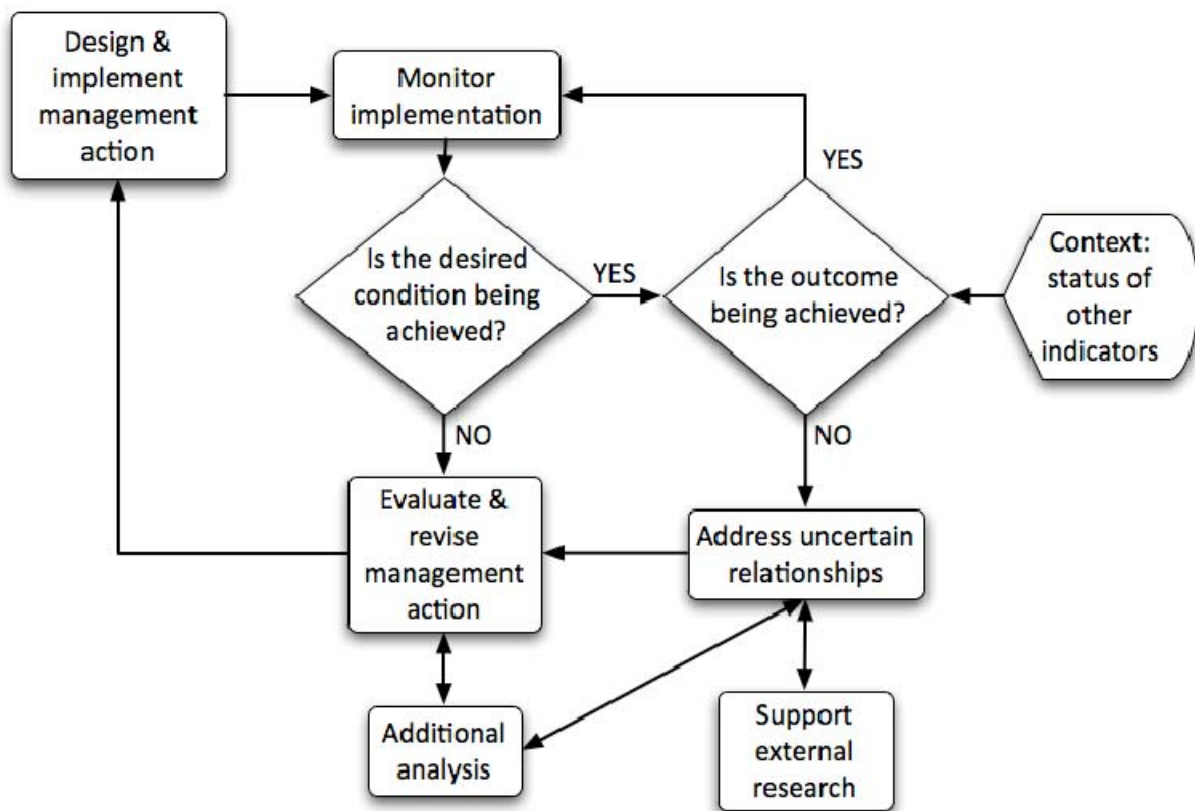 Design &
implement
management
action
Monitor
implementation
YES
Is the desired
condition being
achieved?
YES
Is the outcome
being achieved?
Context:
status of
other
indicators
NO
NO
Evaluate &
revise
management
action
Address uncertain
relationships
Additional
analysis
Support
external
research